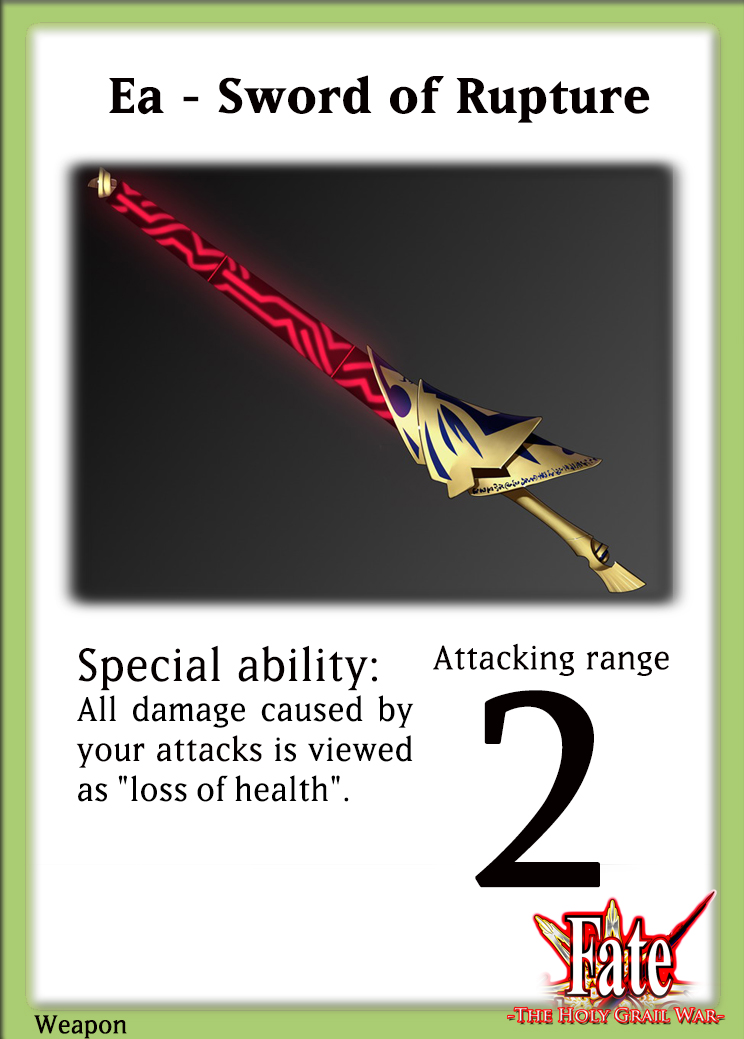 Ea - Sword of Rupture
Special ability:
All damage caused by
your attacks is viewed
as "loss of health".
Attacking range
2
Fate
-The Holy Grail War-
Weapon